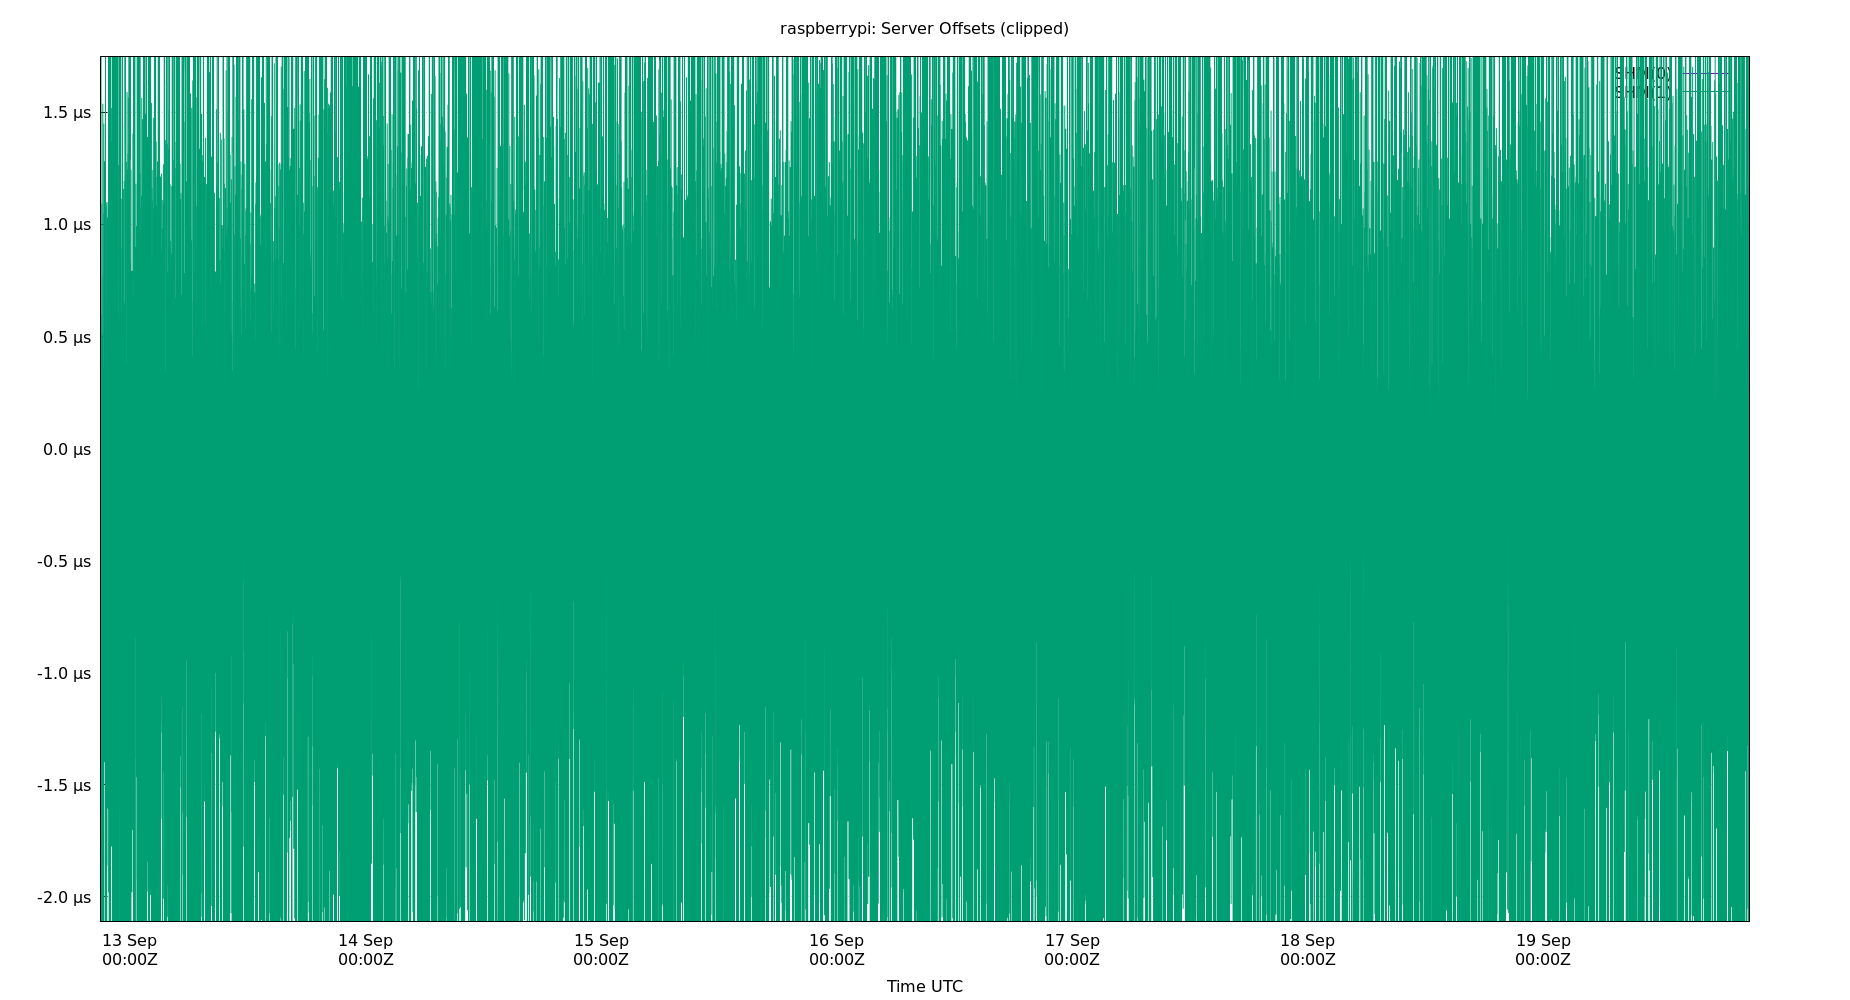 raspberrypi: Server Offsets (clipped)
SHM(0)
SHM(1)
1.5 µs
1.0 µs
0.5 µs
0.0 µs
-0.5 µs
-1.0 µs
-1.5 µs
-2.0 µs
13 Sep 14 Sep 15 Sep 16 Sep 17 Sep 18 Sep 19 Sep
00:00Z 00:00Z 00:00Z 00:00Z 00:00Z 00:00Z 00:00Z
Time UTC